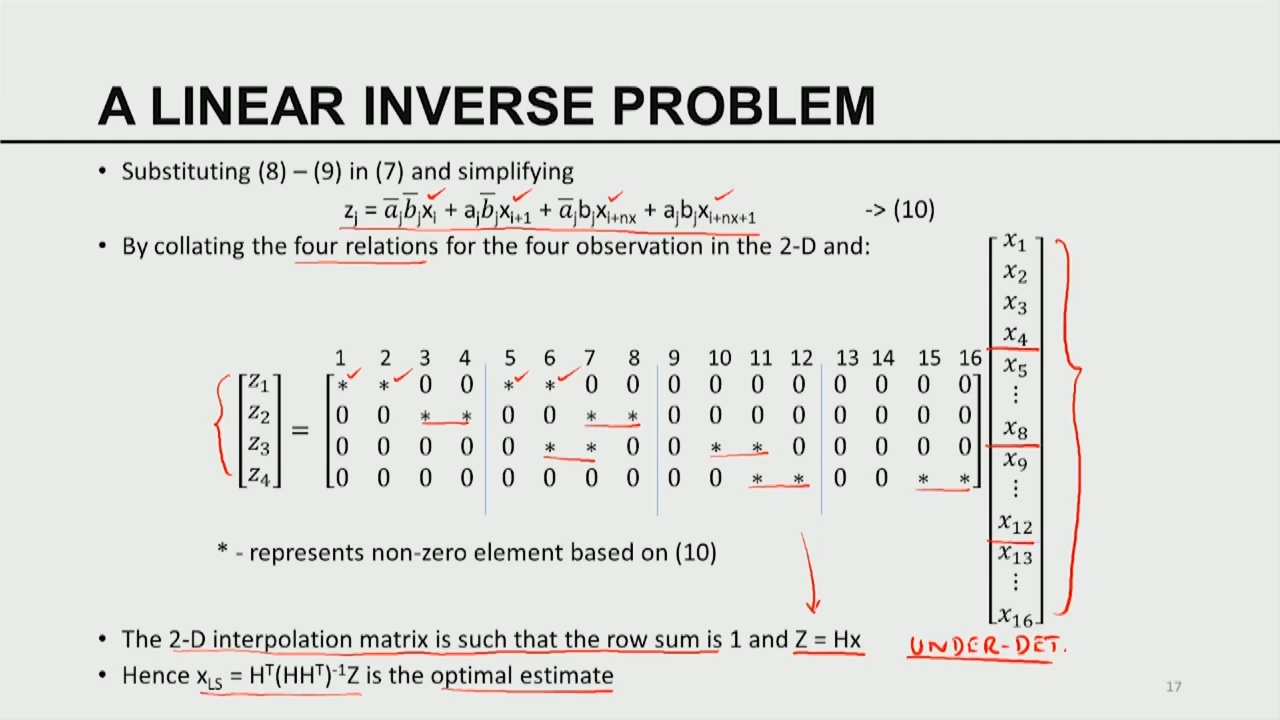 A LINEAR INVERSE PROBLEM
• Substituting (8) – (9) in (7) and simplifying
zⱼ = a̅ⱼb̅ⱼxᵢ + aⱼb̅ⱼxᵢ₊₁ + a̅ⱼbⱼxᵢ₊ₙₓ + aⱼbⱼxᵢ₊ₙₓ₊₁ -> (10)
• By collating the four relations for the four observation in the 2-D and:
1 2 3 4 5 6 7 8 9 10 11 12 13 14 15 16
z₁ * * 0 0 * * 0 0 0 0 0 0 0 0 0 0
z₂ 0 0 * * 0 0 * * 0 0 0 0 0 0 0 0
z₃ = 0 0 0 0 0 * * 0 0 * * 0 0 0 0 0
z₄ 0 0 0 0 0 0 0 0 0 0 * * 0 0 * *
x₁
x₂
x₃
x₄
x₅
⋮
x₈
x₉
⋮
x₁₂
x₁₃
⋮
x₁₆
* - represents non-zero element based on (10)
• The 2-D interpolation matrix is such that the row sum is 1 and Z = Hx
UNDER-DET.
• Hence x_LS = Hᵀ(HHᵀ)⁻¹Z is the optimal estimate
17